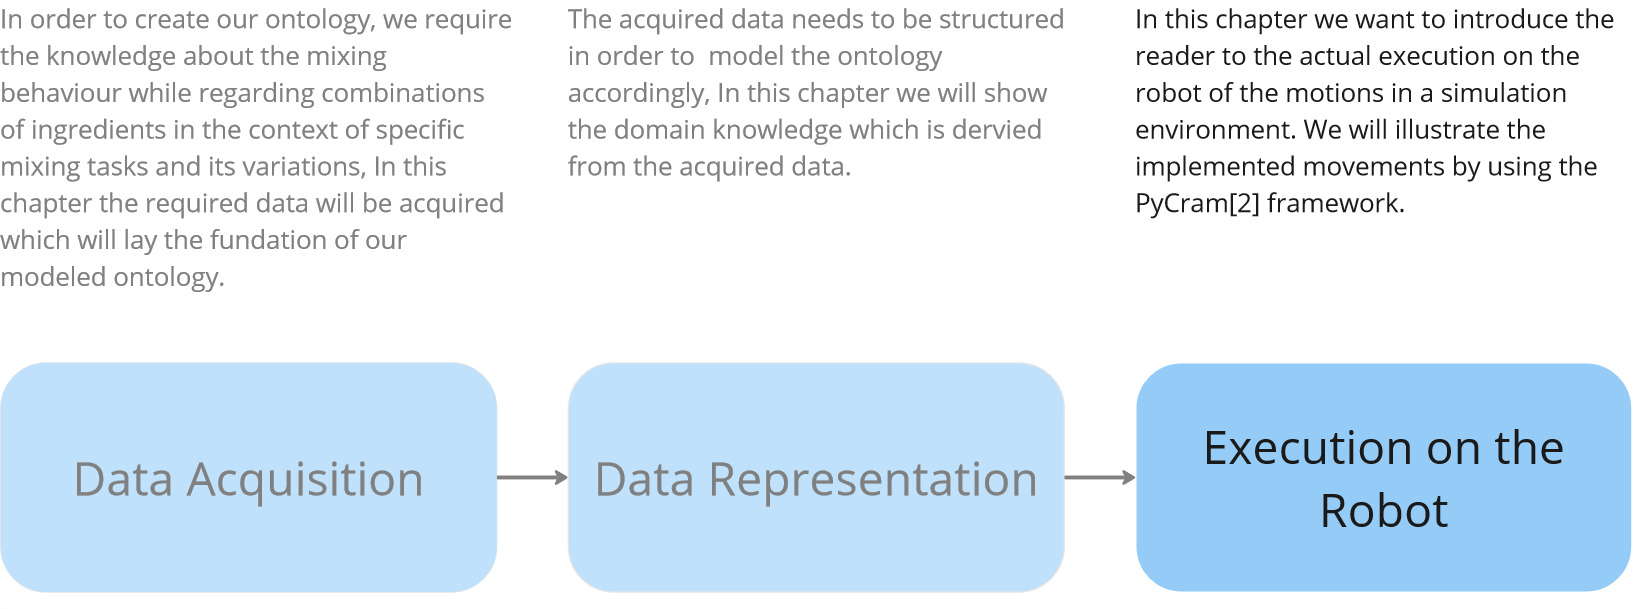 In order to create our ontology, we require
the knowledge about the mixing
behaviour while regarding combinations
of ingredients in the context of specific
mixing tasks and its variations, In this
chapter the required data will be acquired
which will lay the fundation of our
modeled ontology.
The acquired data needs to be structured
in order to  model the ontology
accordingly, In this chapter we will show
the domain knowledge which is dervied
from the acquired data.
In this chapter we want to introduce the
reader to the actual execution on the
robot of the motions in a simulation
environment. We will illustrate the
implemented movements by using the
PyCram[2] framework.
Data Acquisition
Data Representation
Execution on the
Robot